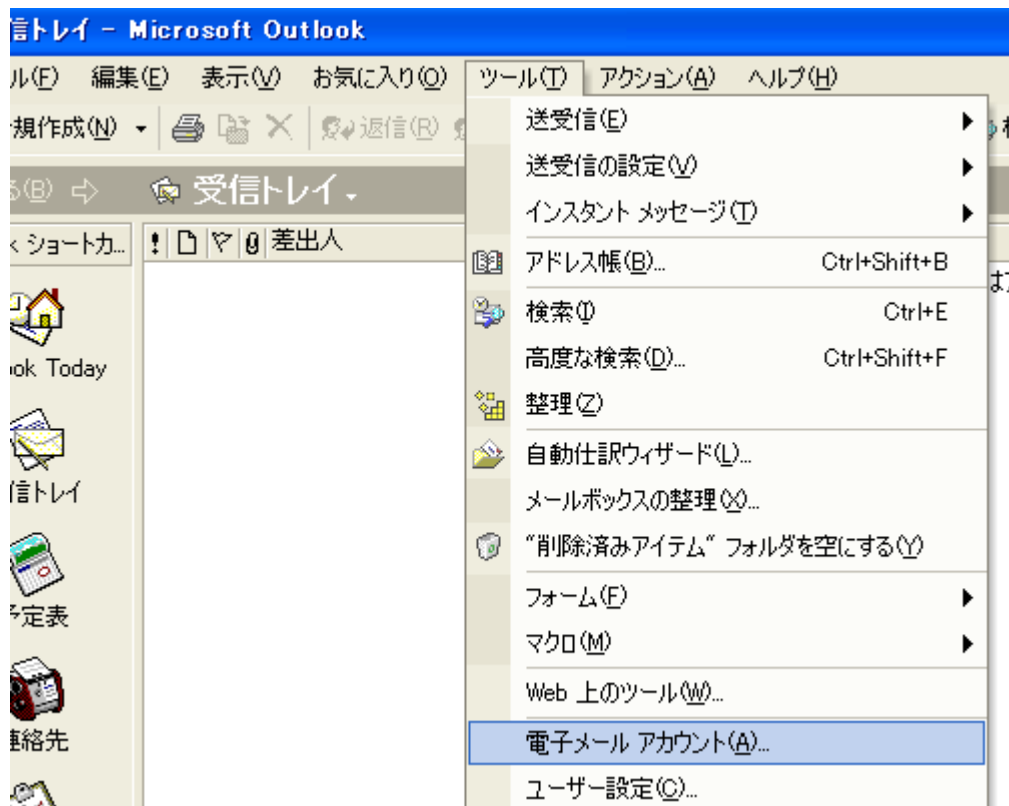 信トレイ - Microsoft Outlook
ル(F) 編集(E) 表示(V) お気に入り(O) ツール(T) アクション(A) ヘルプ(H)
規作成(N) 返信(R)
る(B) 受信トレイ
ショートカ... 差出人
送受信(E)
送受信の設定(V)
インスタント メッセージ(T)
アドレス帳(B)... Ctrl+Shift+B
検索(I) Ctrl+E
高度な検索(D)... Ctrl+Shift+F
整理(Z)
自動仕訳ウィザード(L)...
メールボックスの整理(X)...
"削除済みアイテム" フォルダを空にする(Y)
フォーム(F)
マクロ(M)
Web 上のツール(W)...
電子メール アカウント(A)...
ユーザー設定(C)...
ok Today
信トレイ
予定表
連絡先